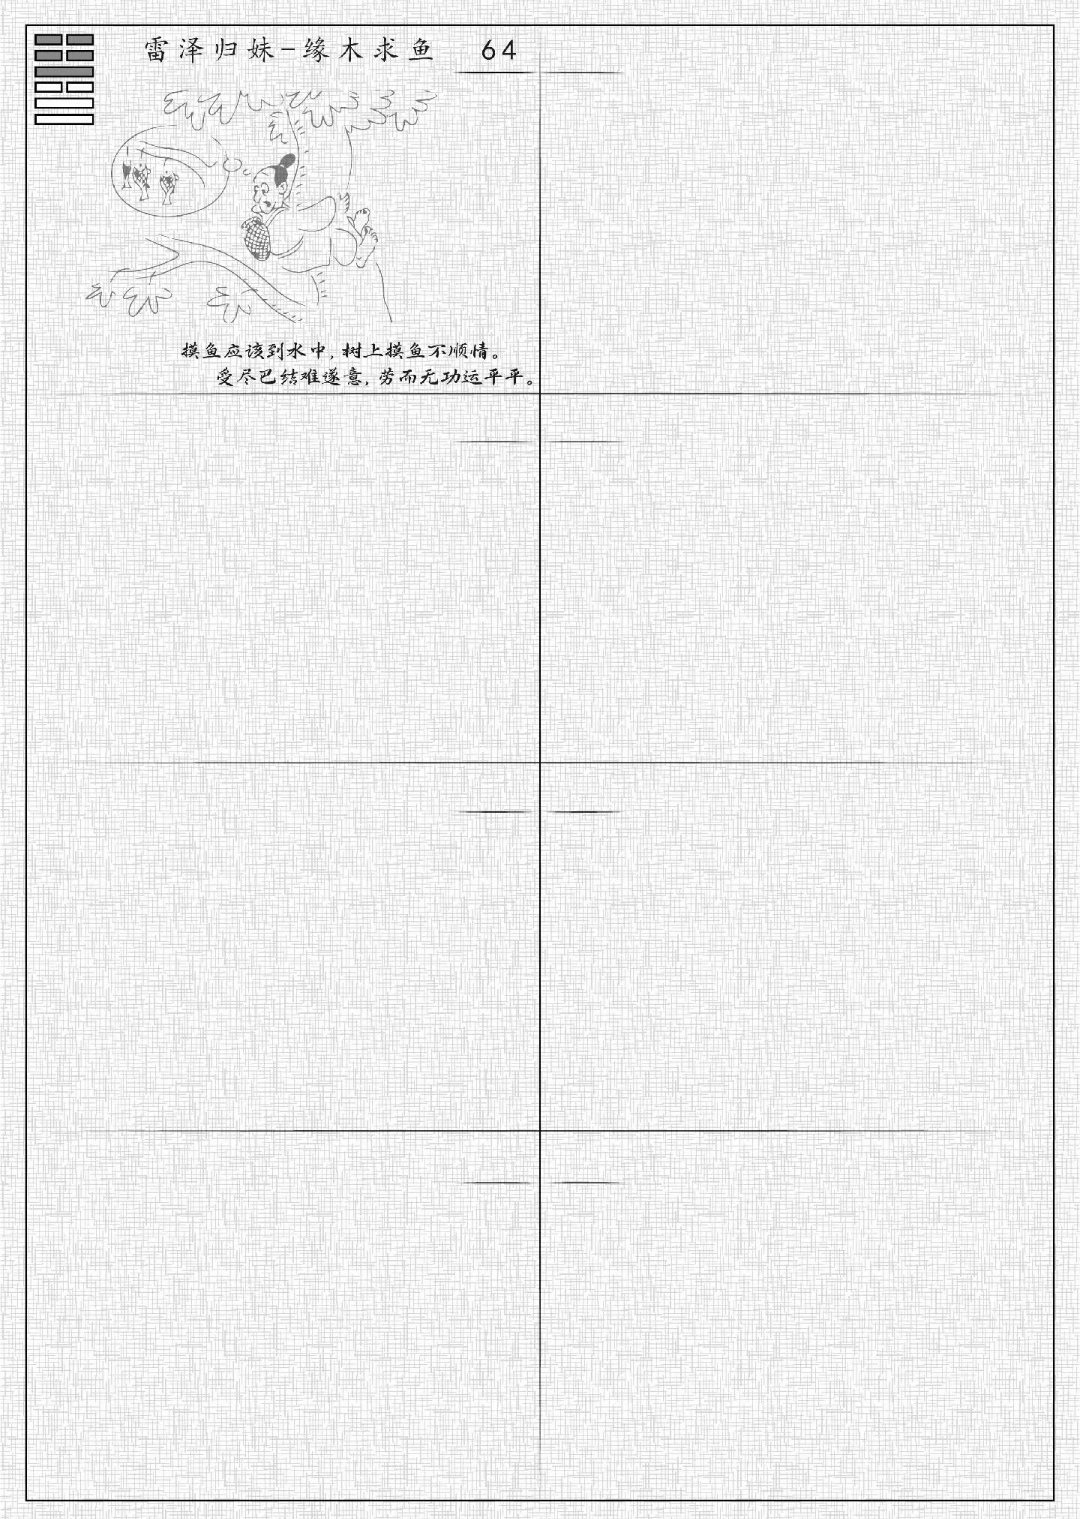 雷泽归妹-缘木求鱼 64
摸鱼应该到水中,树上摸鱼不顺情。
受尽巴结难遂意,劳而无功运平平。